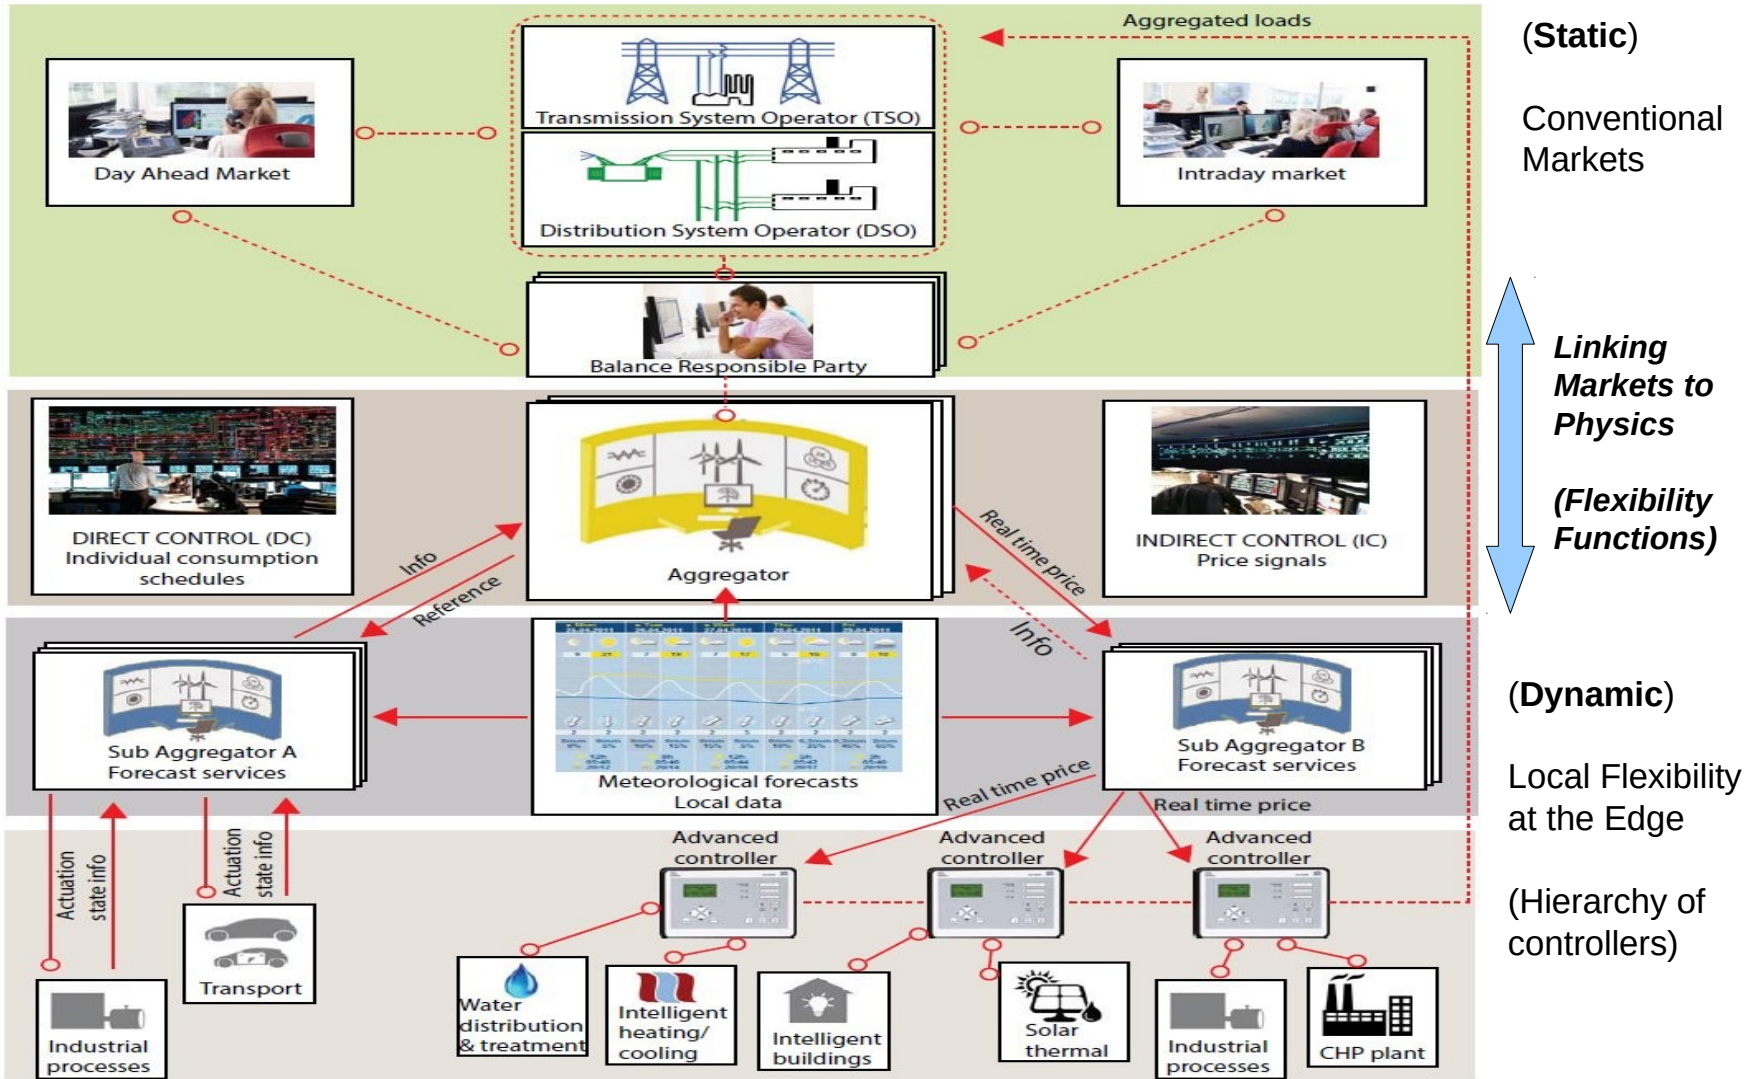 Aggregated loads
(Static)
Conventional
Markets
Transmission System Operator (TSO)
Day Ahead Market
Intraday market
Distribution System Operator (DSO)
Balance Responsible Party
Linking
Markets to
Physics
(Flexibility
Functions)
DIRECT CONTROL (DC)
Individual consumption
schedules
Info
Reference
Aggregator
Real time price
Info
INDIRECT CONTROL (IC)
Price signals
Sub Aggregator A
Forecast services
Meteorological forecasts
Local data
Sub Aggregator B
Forecast services
(Dynamic)
Local Flexibility
at the Edge
(Hierarchy of
controllers)
Real time price
Real time price
Actuation
state info
Actuation
state info
Advanced
controller
Advanced
controller
Advanced
controller
Transport
Industrial
processes
Water
distribution
& treatment
Intelligent
heating/
cooling
Intelligent
buildings
Solar
thermal
Industrial
processes
CHP plant